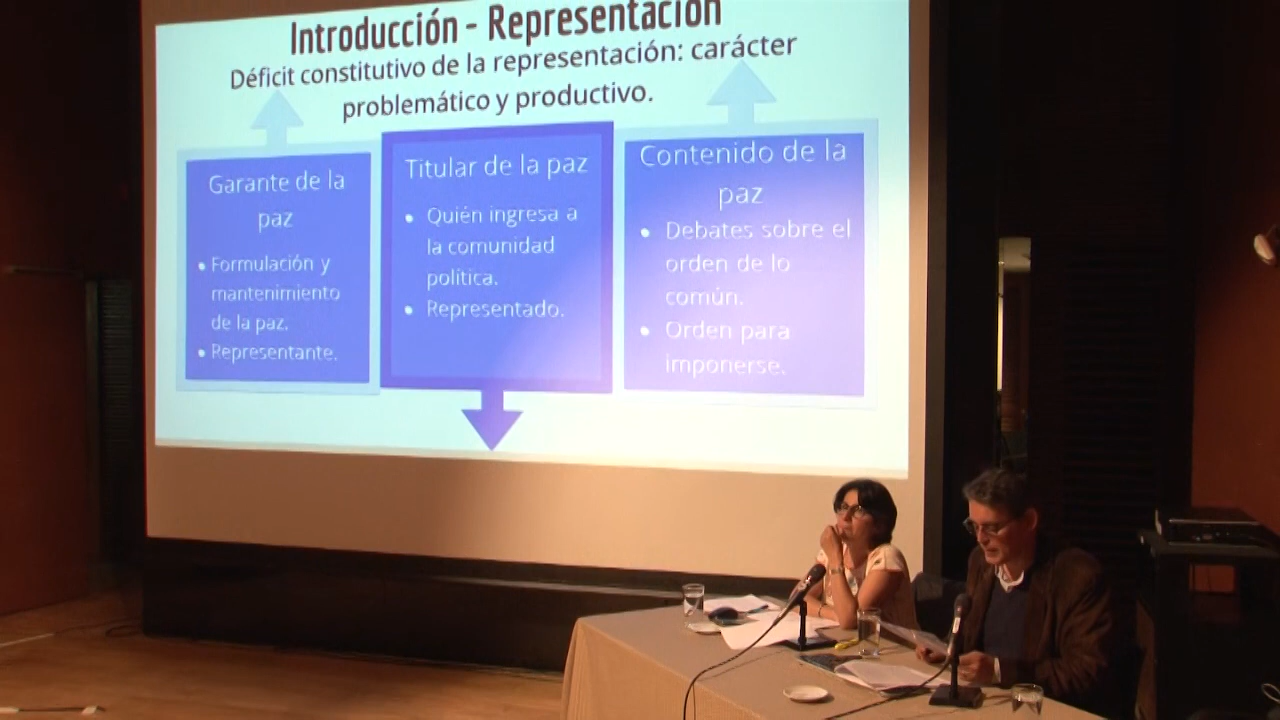 Introducción - Representación
Déficit constitutivo de la representación: carácter
problemático y productivo.
Garante de la
paz
• Formulación y
mantenimiento
de la paz.
• Representante.
Titular de la paz
• Quién ingresa a
la comunidad
política.
• Representado.
Contenido de la
paz
• Debates sobre el
orden de lo
común.
• Orden para
imponerse.